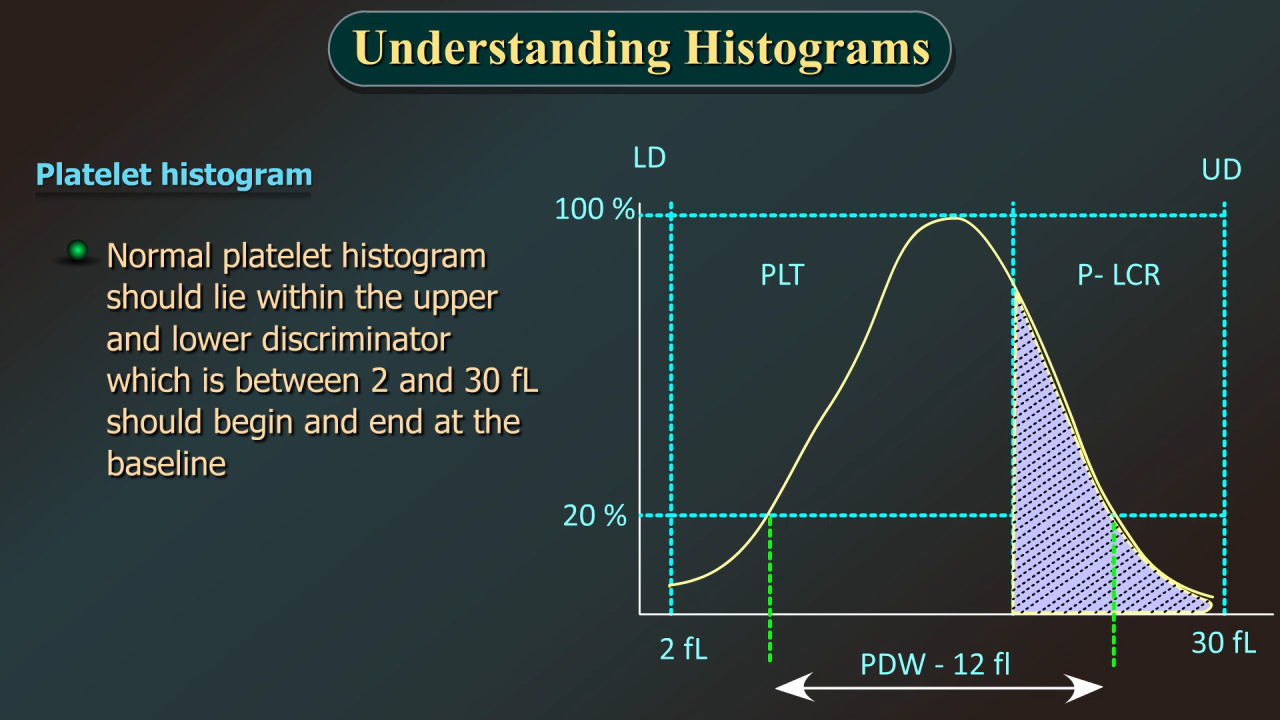 Understanding Histograms
Platelet histogram
Normal platelet histogram
should lie within the upper
and lower discriminator
which is between 2 and 30 fL
should begin and end at the
baseline
LD
UD
100 %
PLT
P- LCR
20 %
2 fL
30 fL
PDW - 12 fl